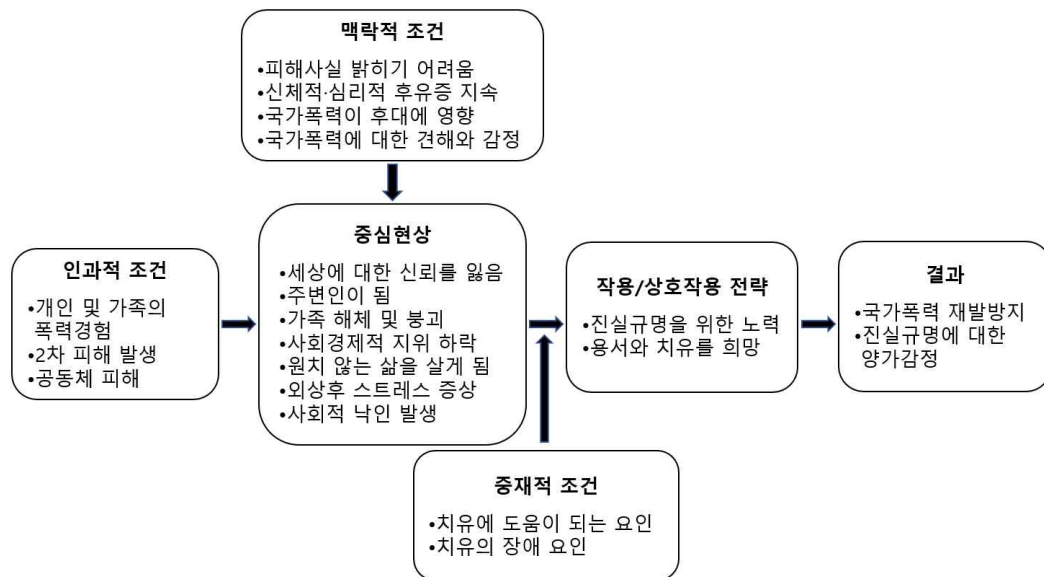 맥락적 조건
•피해사실 밝히기 어려움
•신체적·심리적 후유증 지속
•국가폭력이 후대에 영향
•국가폭력에 대한 견해와 감정
인과적 조건
•개인 및 가족의
폭력경험
•2차 피해 발생
•공동체 피해
중심현상
•세상에 대한 신뢰를 잃음
•주변인이 됨
•가족 해체 및 붕괴
•사회경제적 지위 하락
•원치 않는 삶을 살게 됨
•외상후 스트레스 증상
•사회적 낙인 발생
작용/상호작용 전략
•진실규명을 위한 노력
•용서와 치유를 희망
결과
•국가폭력 재발방지
•진실규명에 대한
양가감정
중재적 조건
•치유에 도움이 되는 요인
•치유의 장애 요인